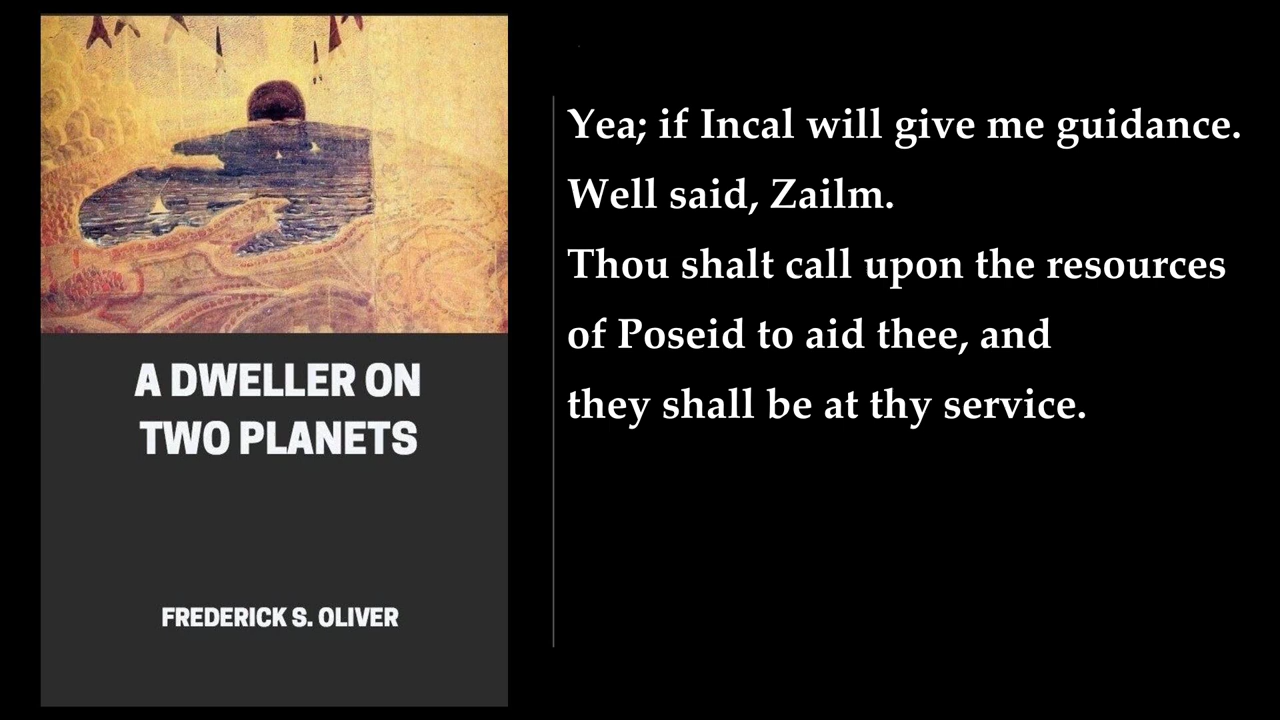 A DWELLER ON
TWO PLANETS
FREDERICK S. OLIVER
Yea; if Incal will give me guidance.
Well said, Zailm.
Thou shalt call upon the resources
of Poseid to aid thee, and
they shall be at thy service.